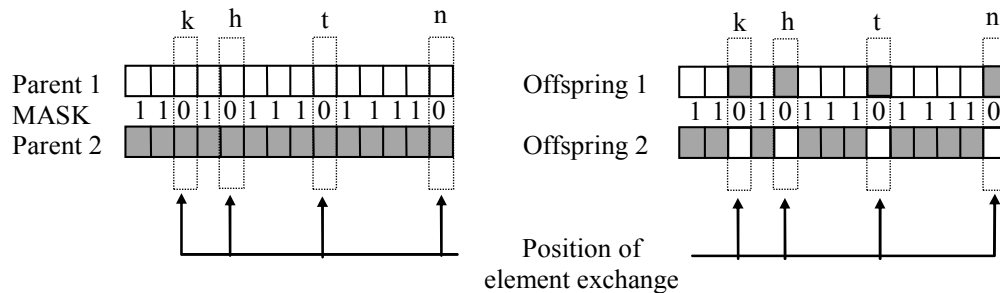 k h t n
Parent 1
MASK 1 1 0 1 0 1 1 1 0 1 1 1 1 0
Parent 2
k h t n
Offspring 1
1 1 0 1 0 1 1 1 0 1 1 1 1 0
Offspring 2
Position of
element exchange